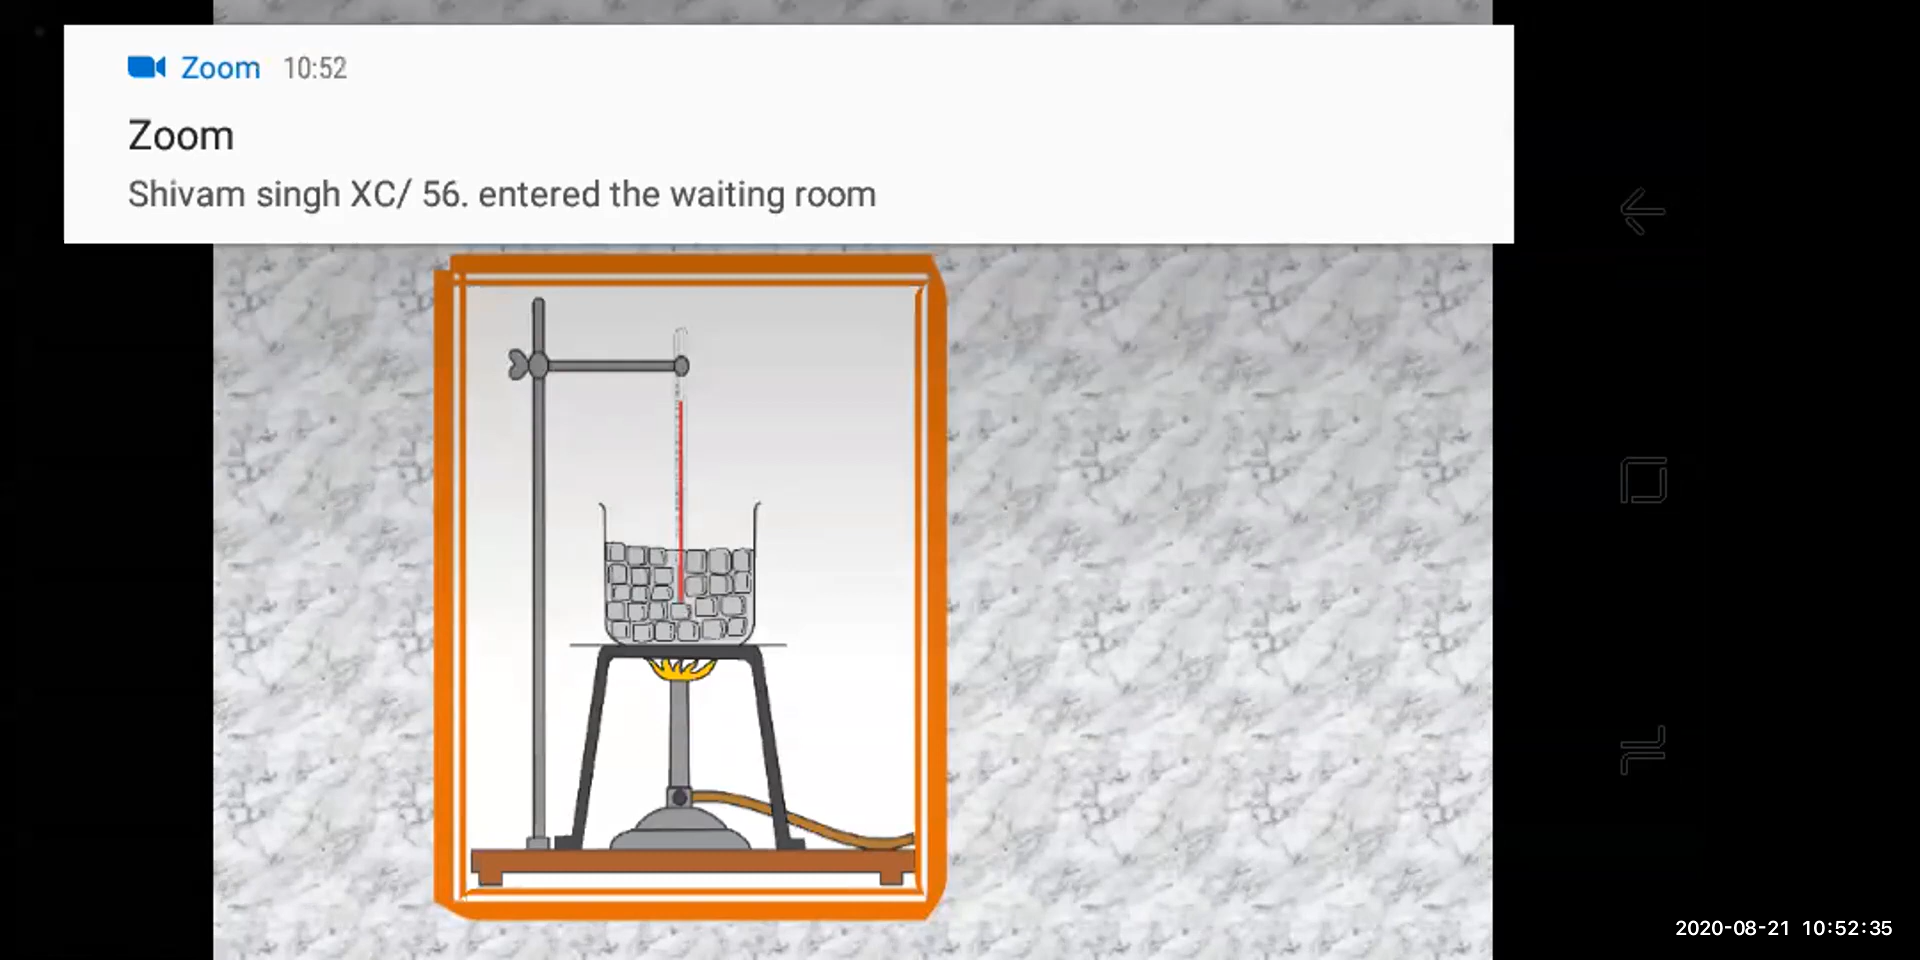 Zoom 10:52
Zoom
Shivam singh XC/ 56. entered the waiting room
2020-08-21 10:52:35